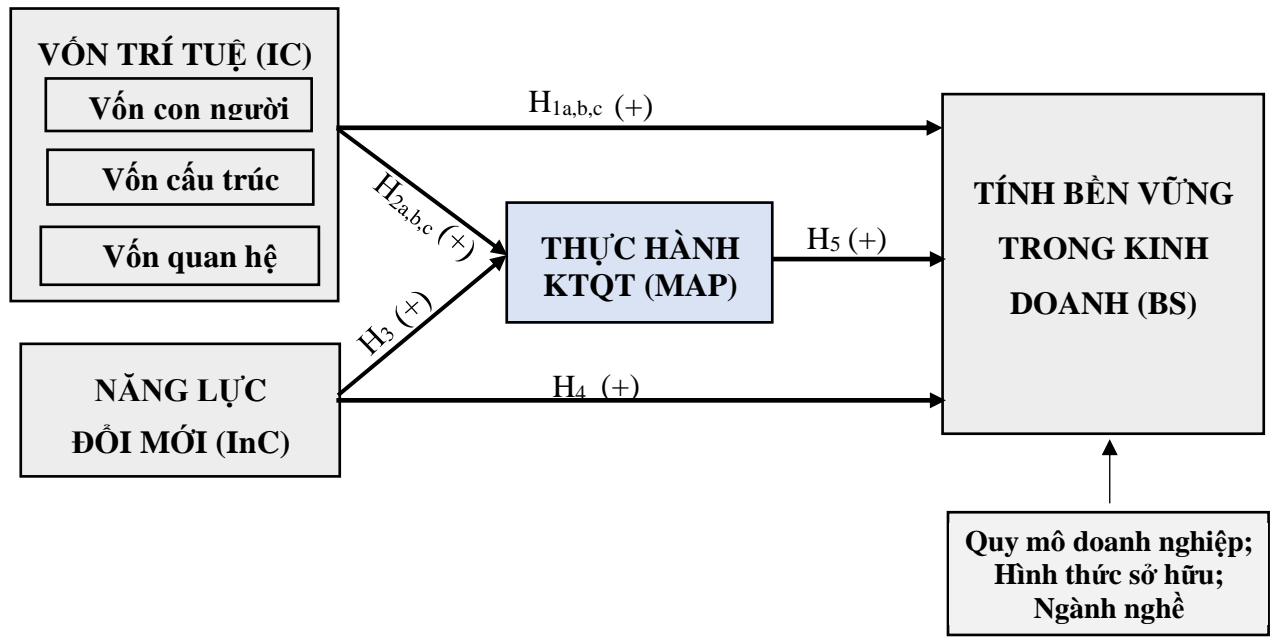 VỐN TRÍ TUỆ (IC)
Vốn con người
Vốn cấu trúc
Vốn quan hệ
NĂNG LỰC
ĐỔI MỚI (InC)
H1a,b,c (+)
H2a,b,c (+)
H3 (+)
H4 (+)
THỰC HÀNH
KTQT (MAP)
H5 (+)
TÍNH BỀN VỮNG
TRONG KINH
DOANH (BS)
Quy mô doanh nghiệp;
Hình thức sở hữu;
Ngành nghề